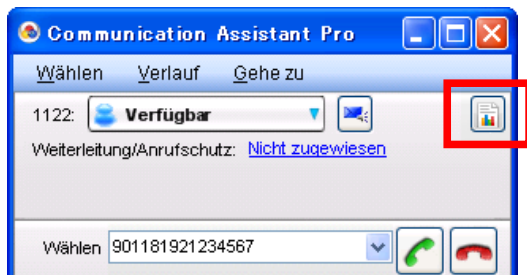 Communication Assistant Pro
Wählen Verlauf Gehe zu
1122: Verfügbar
Weiterleitung/Anrufschutz: Nicht zugewiesen
Wählen 901181921234567